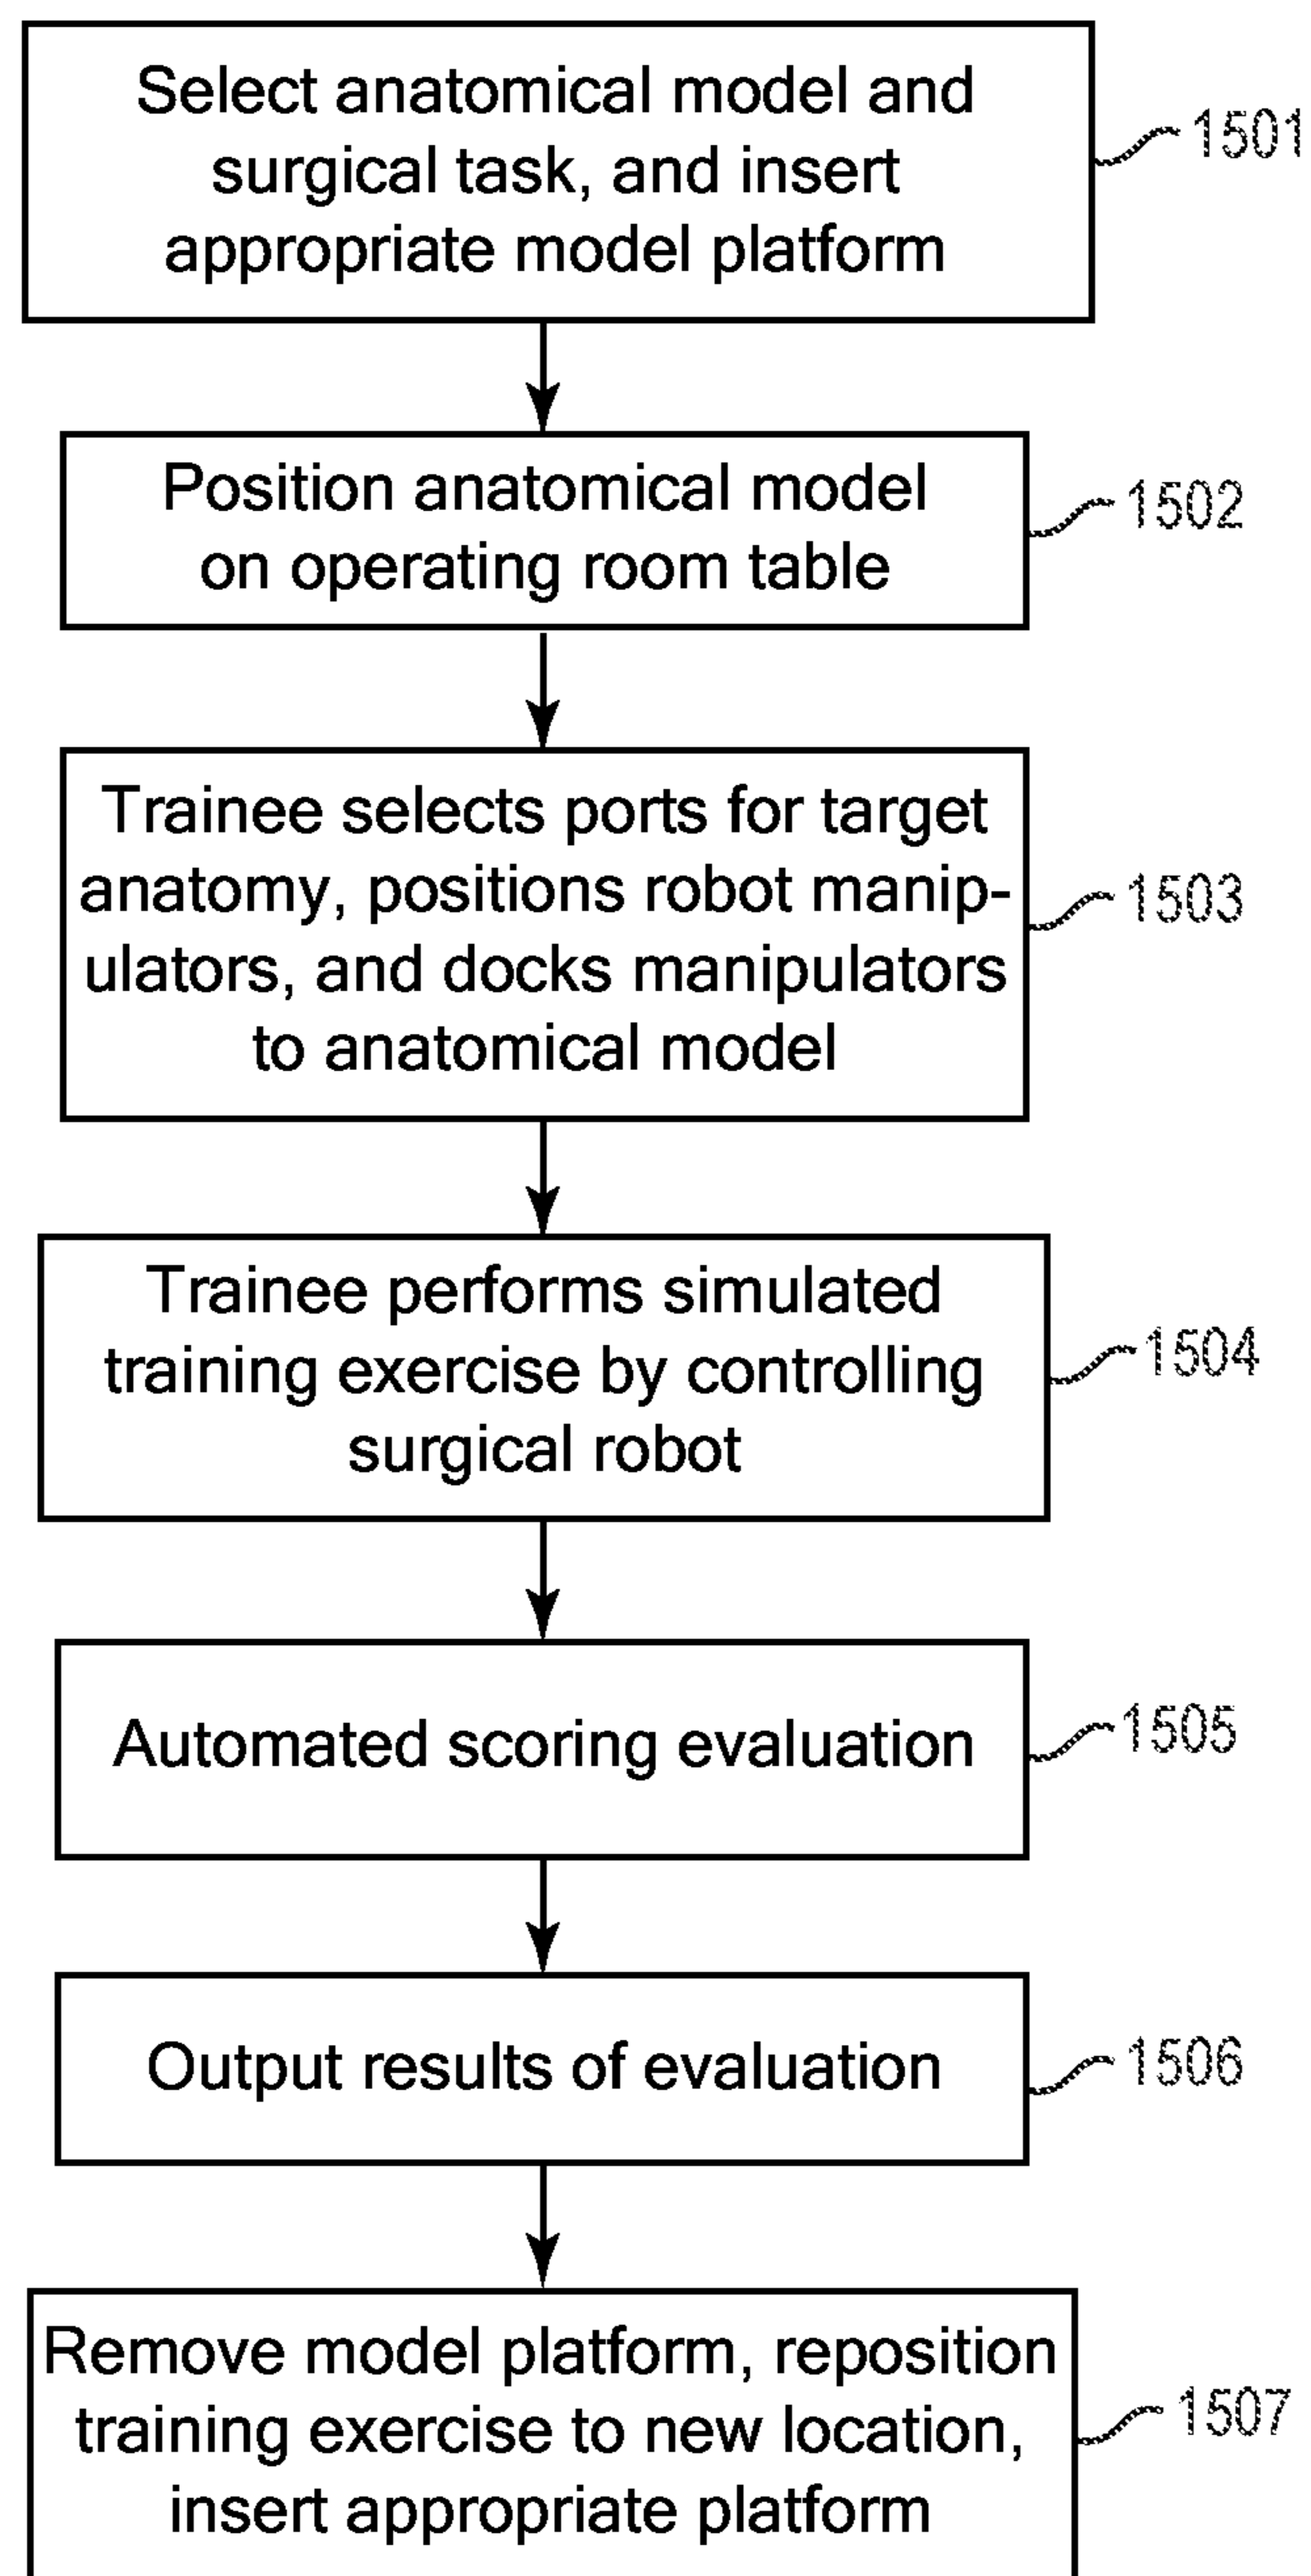 Select anatomical model and
surgical task, and insert
appropriate model platform
1501
Position anatomical model
on operating room table
1502
Trainee selects ports for target
anatomy, positions robot manip-
ulators, and docks manipulators
to anatomical model
1503
Trainee performs simulated
training exercise by controlling
surgical robot
1504
Automated scoring evaluation
1505
Output results of evaluation
1506
Remove model platform, reposition
training exercise to new location,
insert appropriate platform
1507